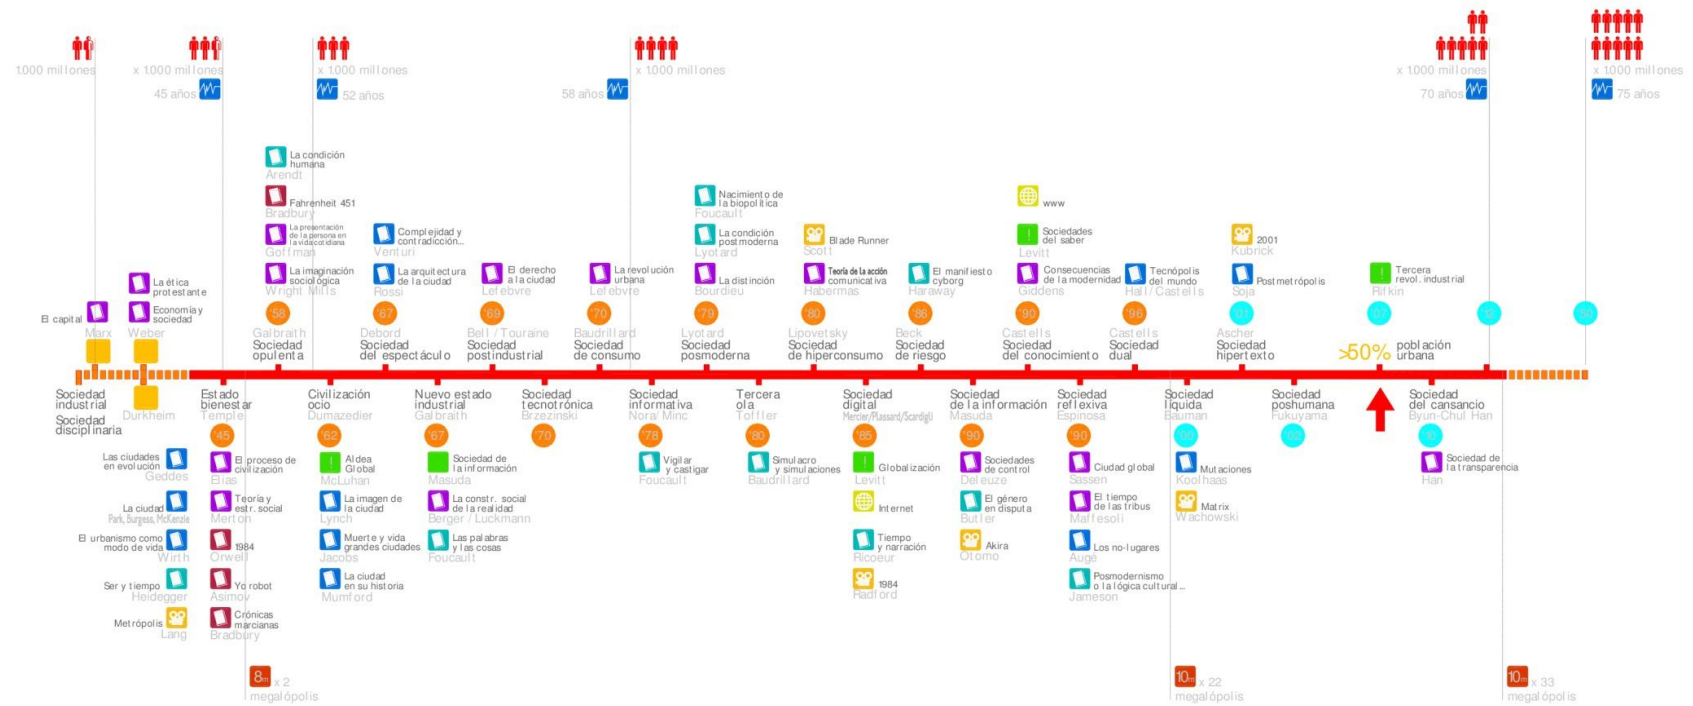 1.000 millones
x 1.000 millones
45 años
x 1.000 millones
52 años
x 1.000 millones
58 años
x 1.000 millones
70 años
x 1.000 millones
75 años
El capital
Marx
La ética
protestante
Economía y
sociedad
Weber
La condición
humana
Arendt
Fahrenheit 451
Bradbury
La presentación
de la persona en
la vida cotidiana
Goffman
La imaginación
sociológica
Wright Mills
'58
Galbraith
Sociedad
opulenta
Complejidad y
contradicción...
Venturi
La arquitectura
de la ciudad
Rossi
'67
Debord
Sociedad
del espectáculo
El derecho
a la ciudad
Lefebvre
'69
Bell / Touraine
Sociedad
postindustrial
La revolución
urbana
Lefebvre
'70
Baudrillard
Sociedad
de consumo
Nacimiento de
la biopolítica
Foucault
La condición
postmoderna
Lyotard
La distinción
Bourdieu
'79
Lyotard
Sociedad
posmoderna
Blade Runner
Scott
Teoría de la acción
comunicativa
Habermas
'80
Lipovetsky
Sociedad
de hiperconsumo
El manifiesto
cyborg
Haraway
'86
Beck
Sociedad
de riesgo
www
Sociedades
del saber
Levitt
Consecuencias
de la modernidad
Giddens
'90
Castells
Sociedad
del conocimiento
Tecnópolis
del mundo
Hall / Castells
'96
Castells
Sociedad
dual
2001
Kubrick
Postmetrópolis
Soja
'01
Ascher
Sociedad
hipertexto
Tercera
revol. industrial
Rifkin
'07
>50%
población
urbana
'12
'50
Sociedad
industrial
Sociedad
disciplinaria
Durkheim
Las ciudades
en evolución
Geddes
La ciudad
Park, Burgess, McKenzie
El urbanismo como
modo de vida
Wirth
Ser y tiempo
Heidegger
Metrópolis
Lang
Estado
bienestar
Temple
'45
El proceso de
civilización
Elias
Teoría y
estr. social
Merton
1984
Orwell
Yo robot
Asimov
Crónicas
marcianas
Bradbury
Civilización
ocio
Dumazedier
'62
Aldea
Global
McLuhan
La imagen de
la ciudad
Lynch
Muerte y vida
grandes ciudades
Jacobs
La ciudad
en su historia
Mumford
Nuevo estado
industrial
Galbraith
'67
Sociedad de
la información
Masuda
La constr. social
de la realidad
Berger / Luckmann
Las palabras
y las cosas
Foucault
Sociedad
tecnotrónica
Brzezinski
'70
Sociedad
informativa
Nora/ Minc
'78
Vigilar
y castigar
Foucault
Tercera
ola
Toffler
'80
Simulacro
y simulaciones
Baudrillard
Sociedad
digital
Mercier/Plassard/Scardigli
'85
Globalización
Levitt
Internet
Tiempo
y narración
Ricoeur
1984
Radford
Sociedad
de la información
Masuda
'90
Sociedades
de control
Deleuze
El género
en disputa
Butler
Akira
Otomo
Sociedad
reflexiva
Espinosa
'90
Ciudad global
Sassen
El tiempo
de las tribus
Maffesoli
Los no-lugares
Augé
Posmodernismo
o la lógica cultural...
Jameson
Sociedad
líquida
Bauman
'00
Mutaciones
Koolhaas
Matrix
Wachowski
Sociedad
poshumana
Fukuyama
'02
Sociedad
del cansancio
Byun-Chul Han
'10
Sociedad de
la transparencia
Han
8m x 2
megalópolis
10m x 22
megalópolis
10m x 33
megalópolis